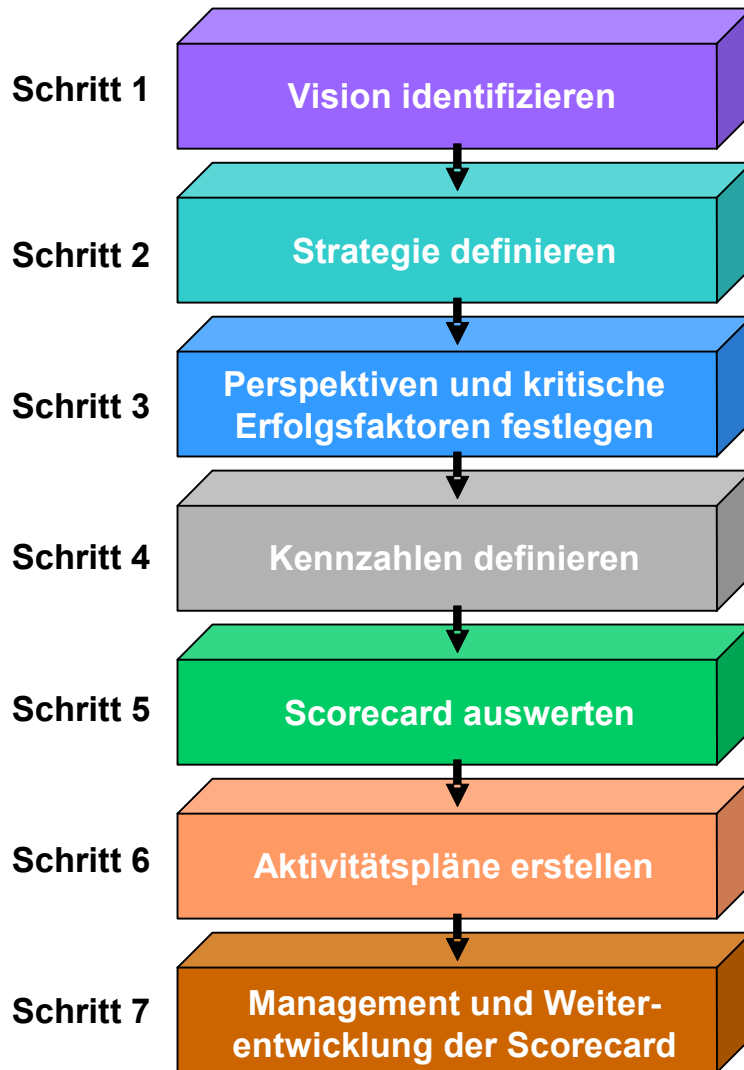 Schritt 1
Vision identifizieren
Schritt 2
Strategie definieren
Schritt 3
Perspektiven und kritische
Erfolgsfaktoren festlegen
Schritt 4
Kennzahlen definieren
Schritt 5
Scorecard auswerten
Schritt 6
Aktivitätspläne erstellen
Schritt 7
Management und Weiter-
entwicklung der Scorecard